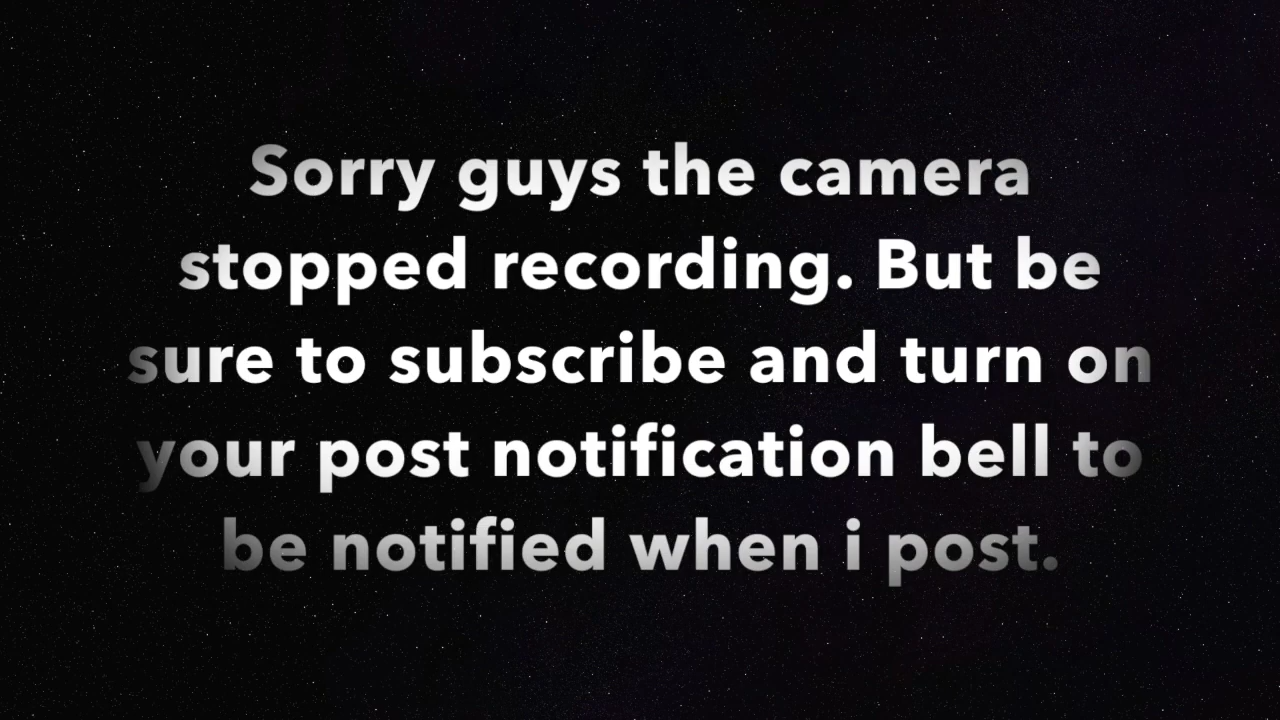 Sorry guys the camera
stopped recording. But be
sure to subscribe and turn on
your post notification bell to
be notified when i post.